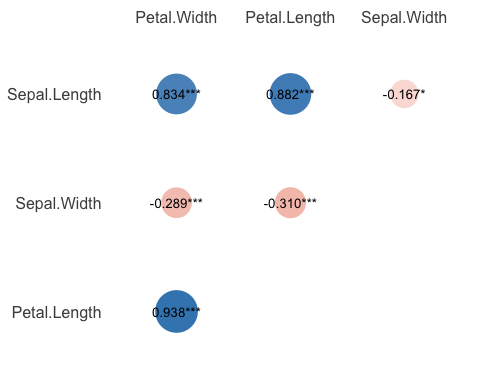 Petal.Width Petal.Length Sepal.Width
Sepal.Length 0.834*** 0.882*** -0.167*
Sepal.Width -0.289*** -0.310***
Petal.Length 0.938***